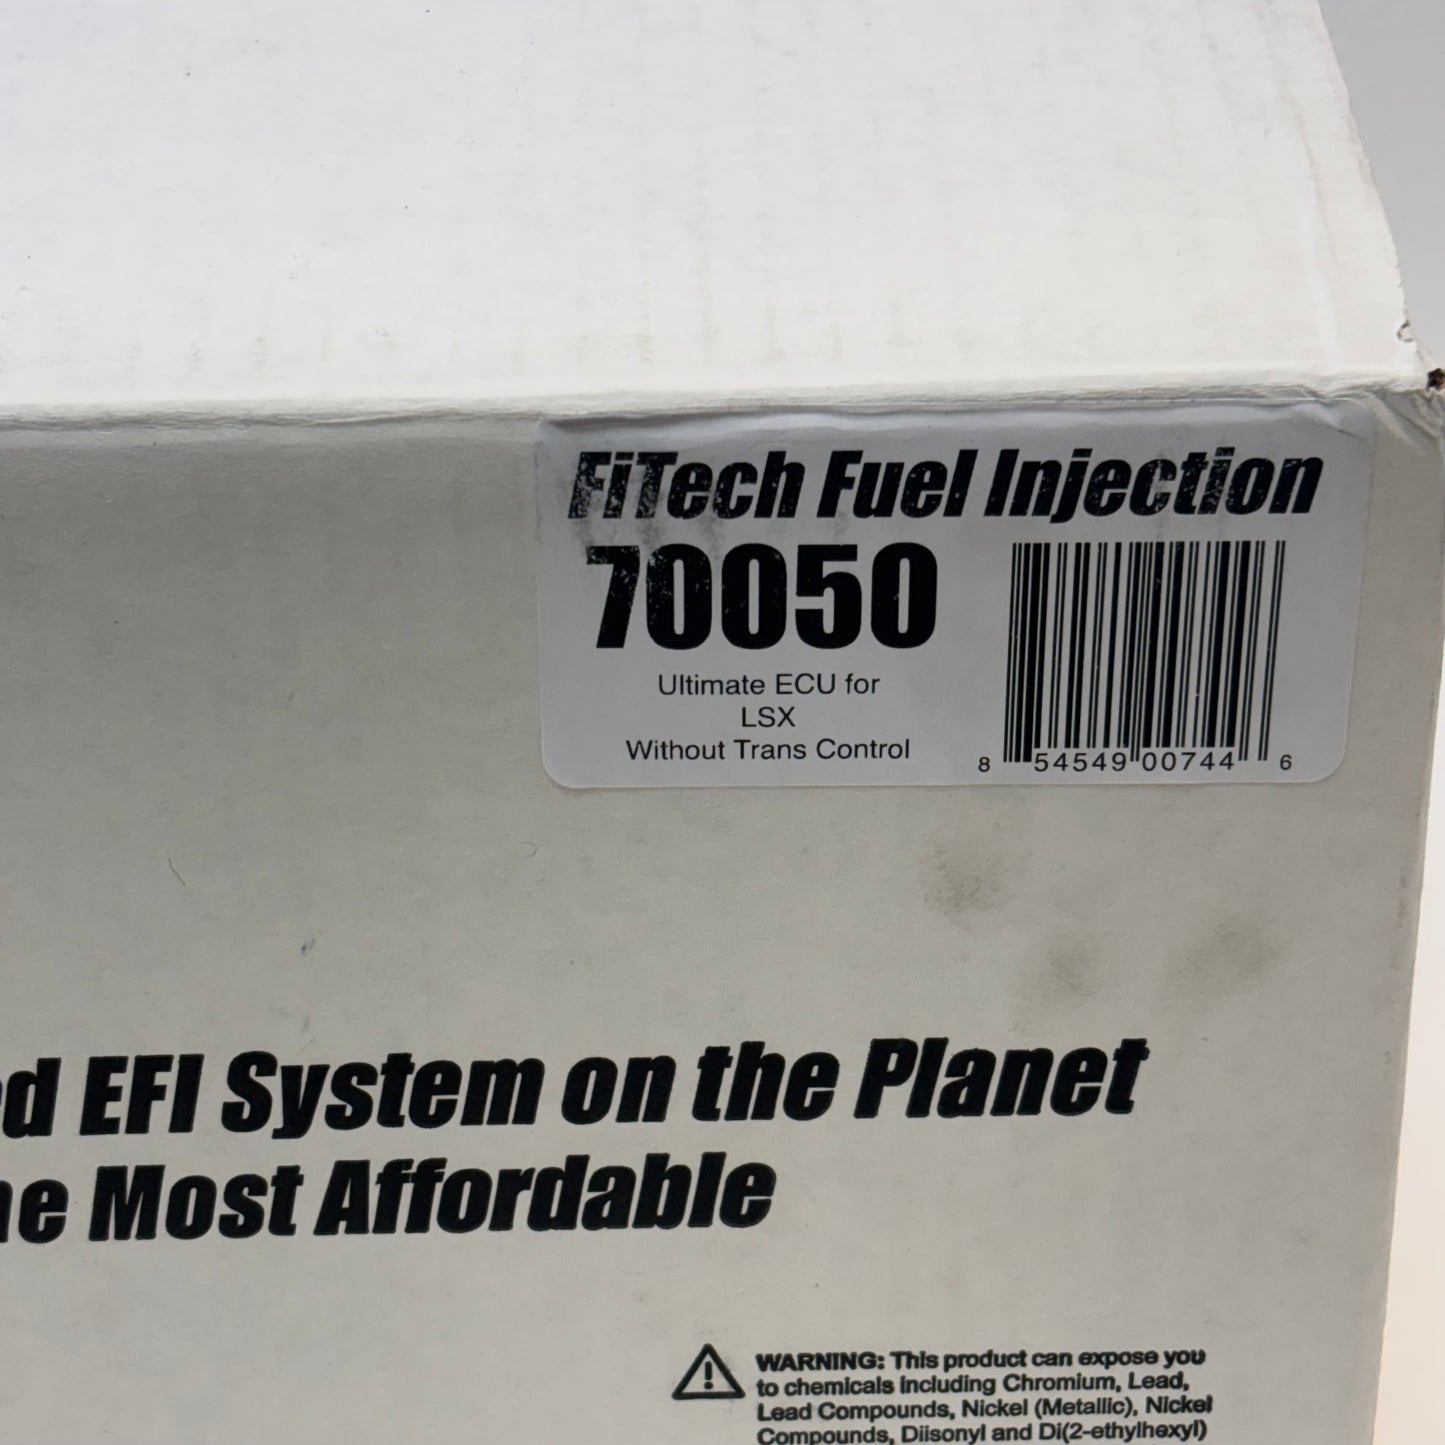 FiTech Fuel Injection
70050
Ultimate ECU for
LSX
Without Trans Control
8 54549 00744 6
d EFI System on the Planet
e Most Affordable
WARNING: This product can expose you
to chemicals including Chromium, Lead,
Lead Compounds, Nickel (Metallic), Nickel
Compounds, Diisonyl and Di(2-ethylhexyl)